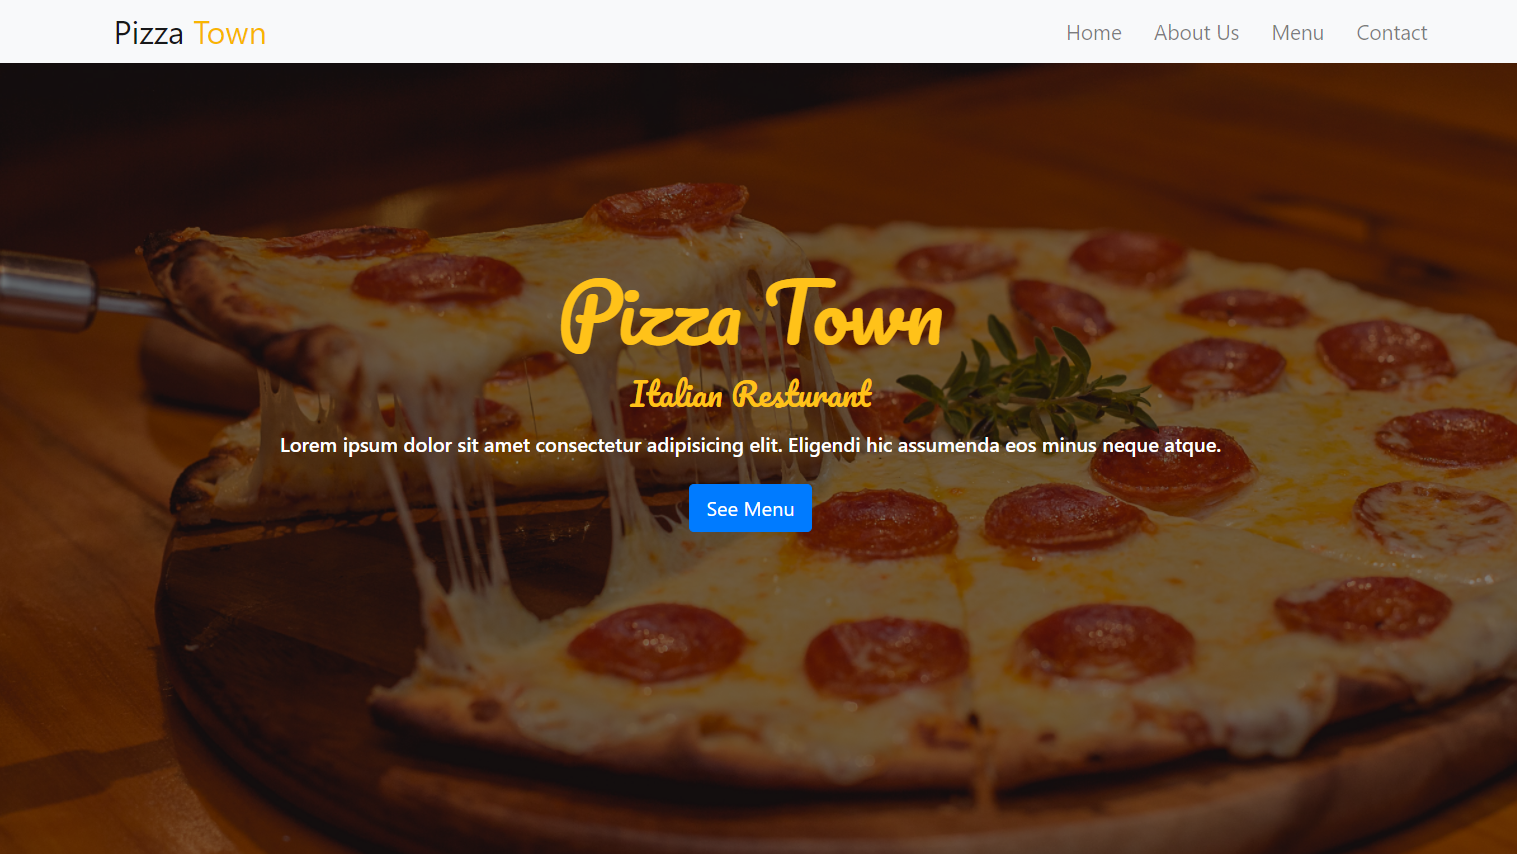 Pizza Town
Home About Us Menu Contact
Pizza Town
Italian Resturant
Lorem ipsum dolor sit amet consectetur adipisicing elit. Eligendi hic assumenda eos minus neque atque.
See Menu